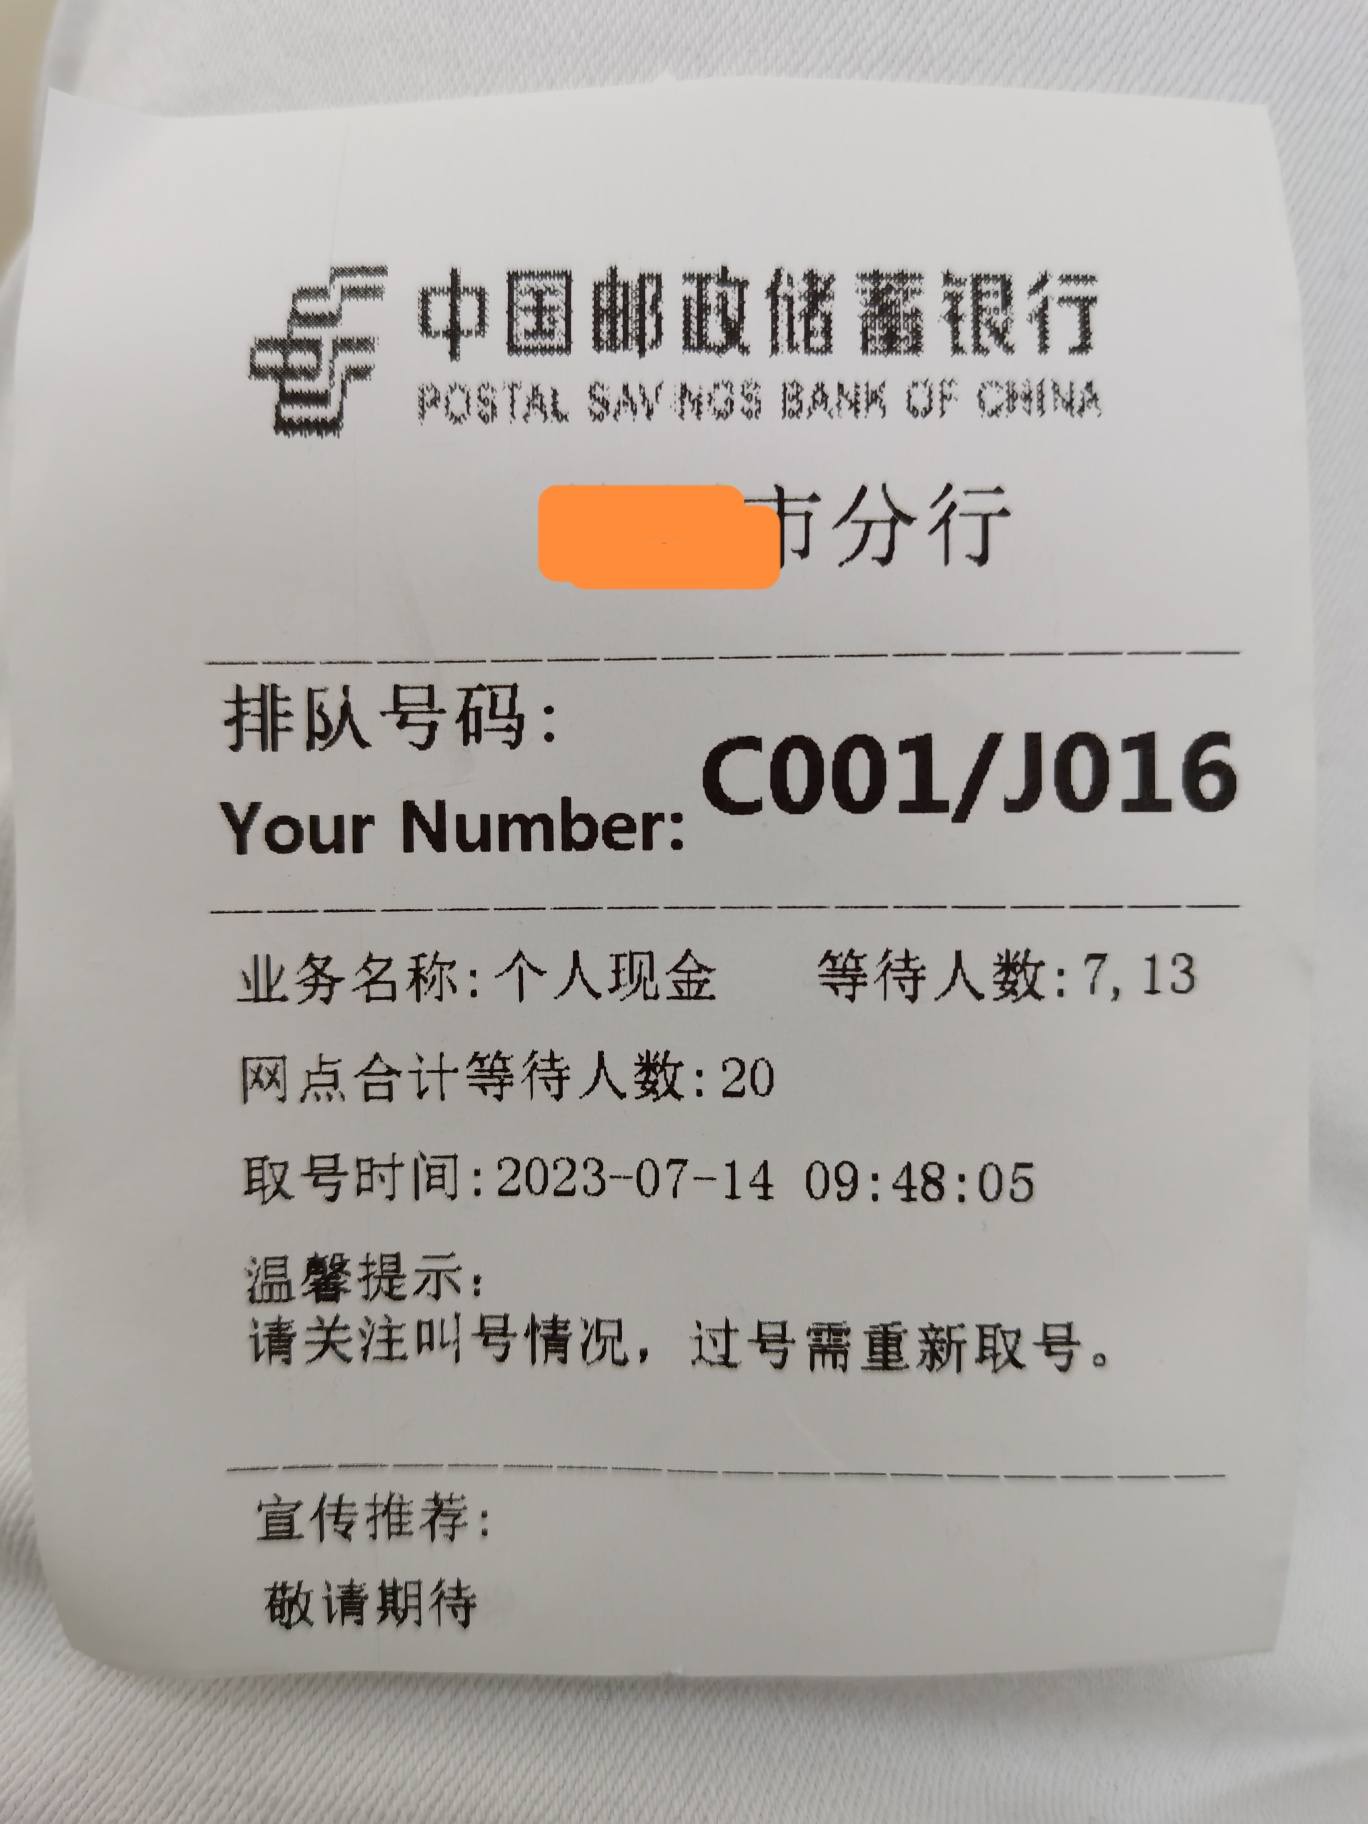 中国邮政储蓄银行
POSTAL SAVINGS BANK OF CHINA
市分行
排队号码:
Your Number: C001/J016
业务名称:个人现金 等待人数:7,13
网点合计等待人数:20
取号时间:2023-07-14 09:48:05
温馨提示:
请关注叫号情况，过号需重新取号。
宣传推荐:
敬请期待